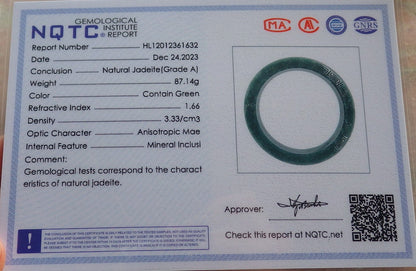 NQTC GEMOLOGICAL INSTITUTE REPORT
MA AL GNRS
Report Number HL12012361632
Date Dec 24,2023
Conclusion Natural Jadeite(Grade A)
Weight 87.14g
Color Contain Green
Refractive Index 1.66
Density 3.33/cm3
Optic Character Anisotropic Mae
Internal Feature Mineral Inclusi
Comment:
Gemological tests correspond to the charact
eristics of natural jadeite.
Approver:
Check this report at NQTC.net